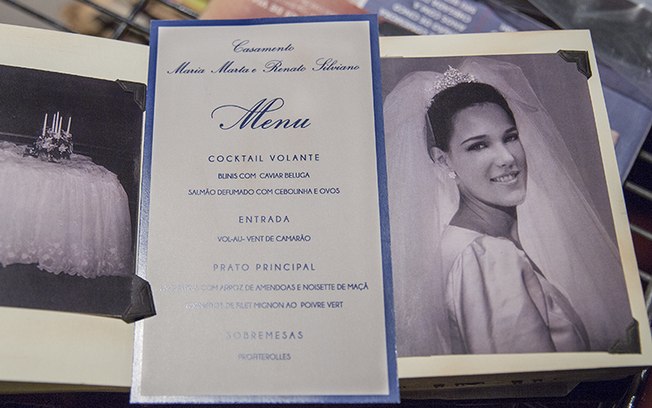 Casamento
Maria Marta e Renato Silviano
Menu
COCKTAIL VOLANTE
BLINIS COM CAVIAR BELUGA
SALMÃO DEFUMADO COM CEBOLINHA E OVOS
ENTRADA
VOL-AU- VENT DE CAMARÃO
PRATO PRINCIPAL
COM ARROZ DE AMENDOAS E NOISETTE DE MAÇÃ
DE FILET MIGNON AO POIVRE VERT
SOBREMESAS
PROFITEROLLES